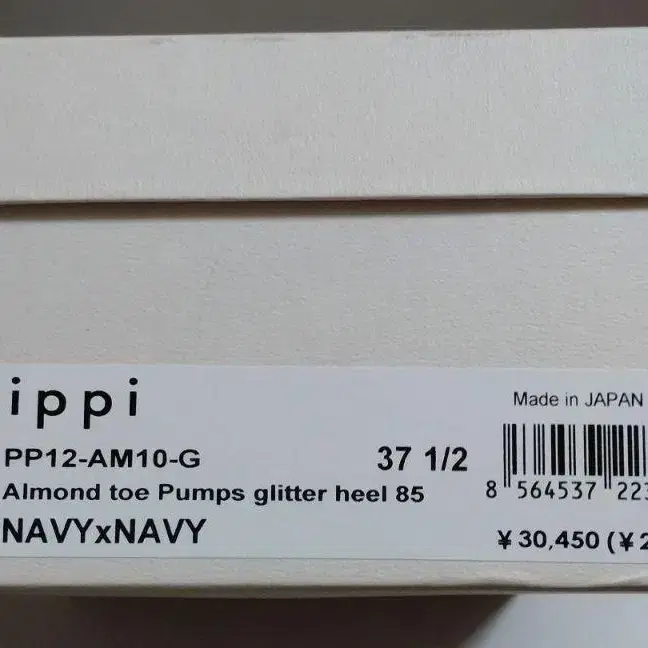 ippi
Made in JAPAN
PP12-AM10-G
37 1/2
Almond toe Pumps glitter heel 85
8 564537 223
NAVYxNAVY
¥30,450 (¥2